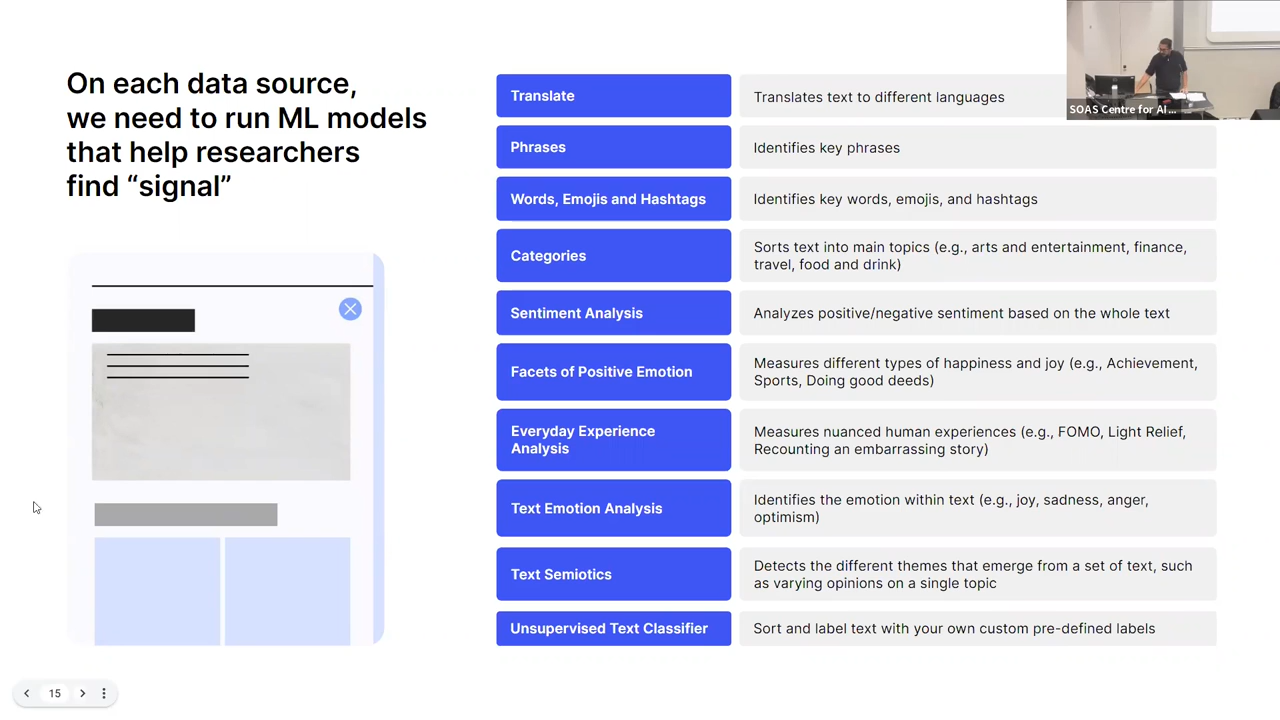 On each data source,
we need to run ML models
that help researchers
find “signal”
Translate
Translates text to different languages
SOAS Centre for AI...
Phrases
Identifies key phrases
Words, Emojis and Hashtags
Identifies key words, emojis, and hashtags
Categories
Sorts text into main topics (e.g., arts and entertainment, finance,
travel, food and drink)
Sentiment Analysis
Analyzes positive/negative sentiment based on the whole text
Facets of Positive Emotion
Measures different types of happiness and joy (e.g., Achievement,
Sports, Doing good deeds)
Everyday Experience
Analysis
Measures nuanced human experiences (e.g., FOMO, Light Relief,
Recounting an embarrassing story)
Text Emotion Analysis
Identifies the emotion within text (e.g., joy, sadness, anger,
optimism)
Text Semiotics
Detects the different themes that emerge from a set of text, such
as varying opinions on a single topic
Unsupervised Text Classifier
Sort and label text with your own custom pre-defined labels
15